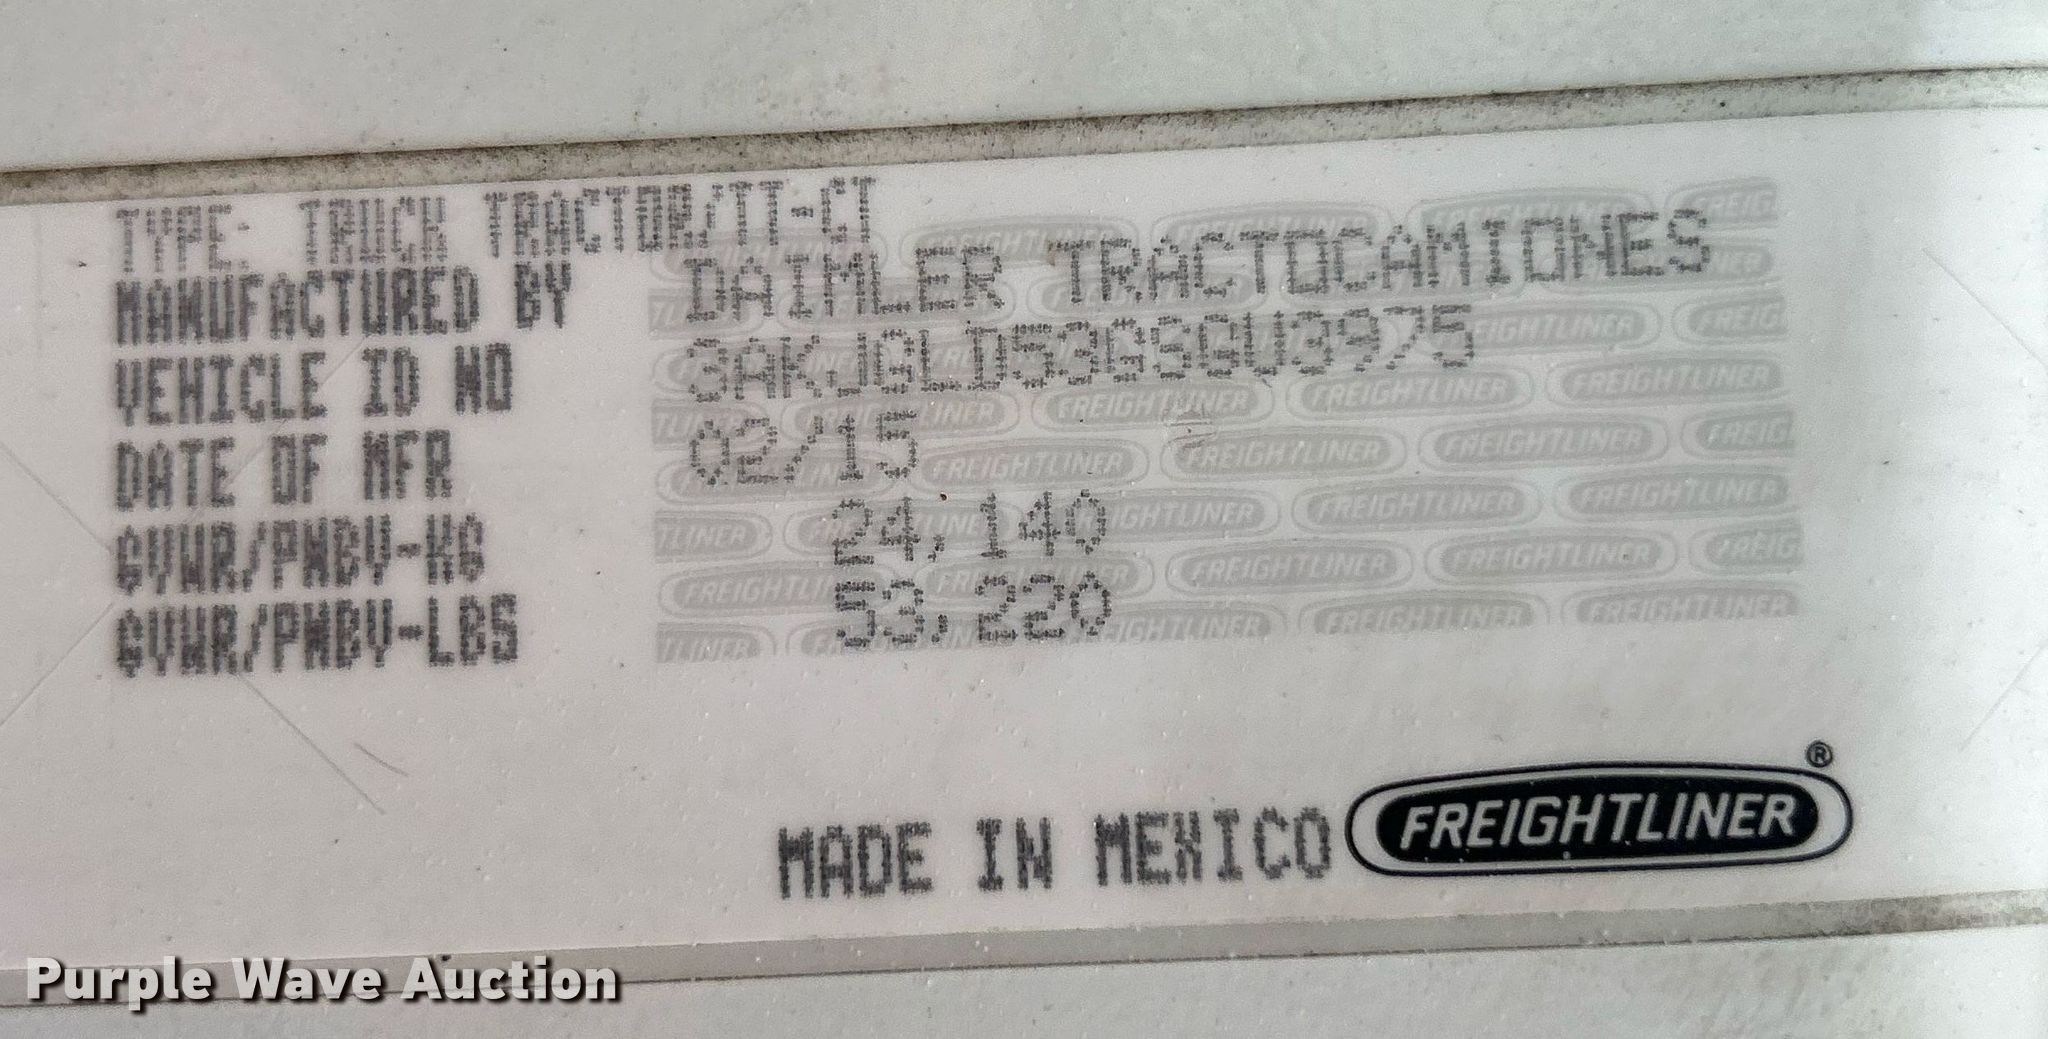 TYPE: TRUCK TRACTOR/TT-CT
MANUFACTURED BY DAIMLER TRACTOCAMIONES
VEHICLE ID NO 3AKJGLD53GSGU3975
DATE OF MFR 02/15
GVWR/PNBV-KG 24,140
GVWR/PNBV-LBS 53,220
MADE IN MEXICO FREIGHTLINER®
Purple Wave Auction